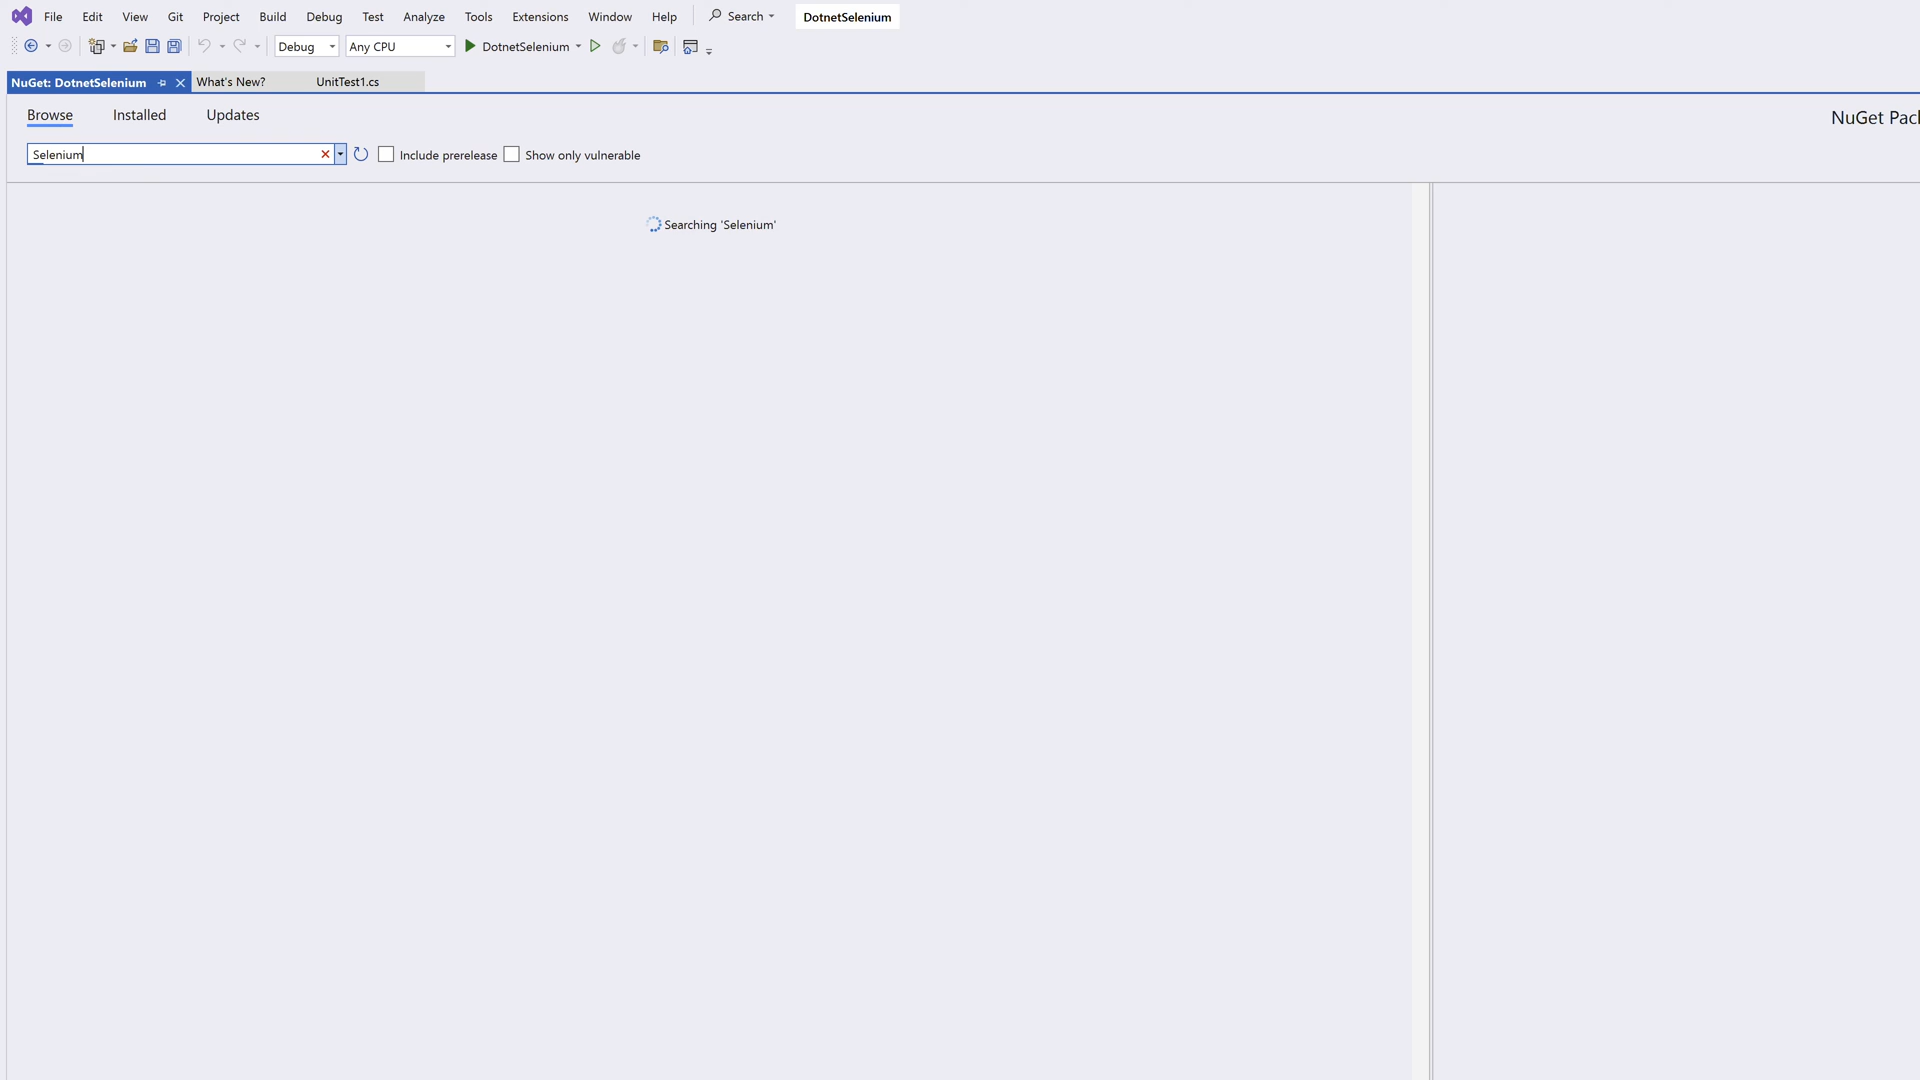 File Edit View Git Project Build Debug Test Analyze Tools Extensions Window Help Search DotnetSelenium
Debug Any CPU DotnetSelenium
NuGet: DotnetSelenium What's New? UnitTest1.cs
Browse Installed Updates NuGet Pac
Selenium Include prerelease Show only vulnerable
Searching 'Selenium'